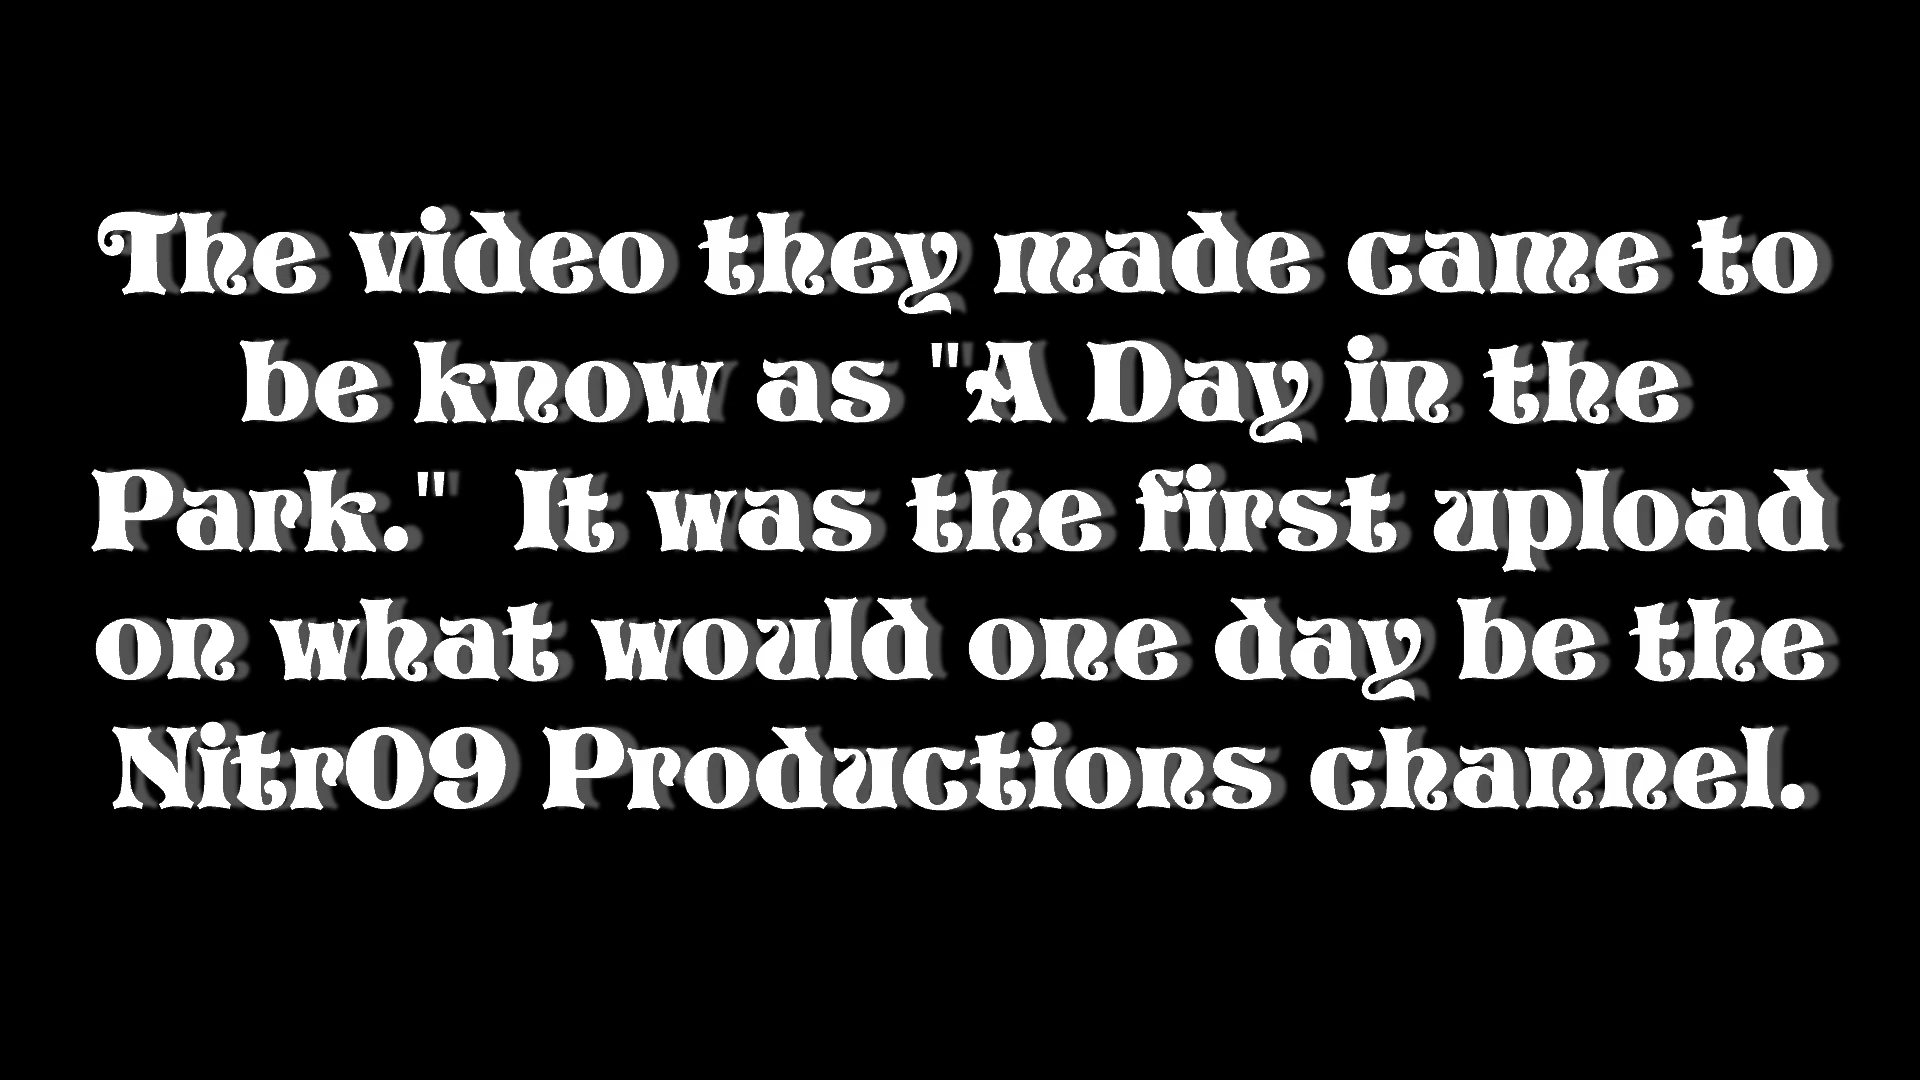 The video they made came to
be know as "A Day in the
Park."  It was the first upload
on what would one day be the
Nitr09 Productions channel.